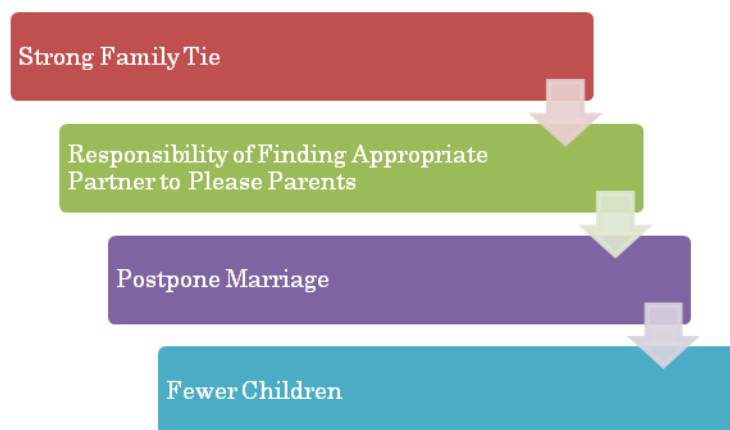 Strong Family Tie
Responsibility of Finding Appropriate
Partner to Please Parents
Postpone Marriage
Fewer Children